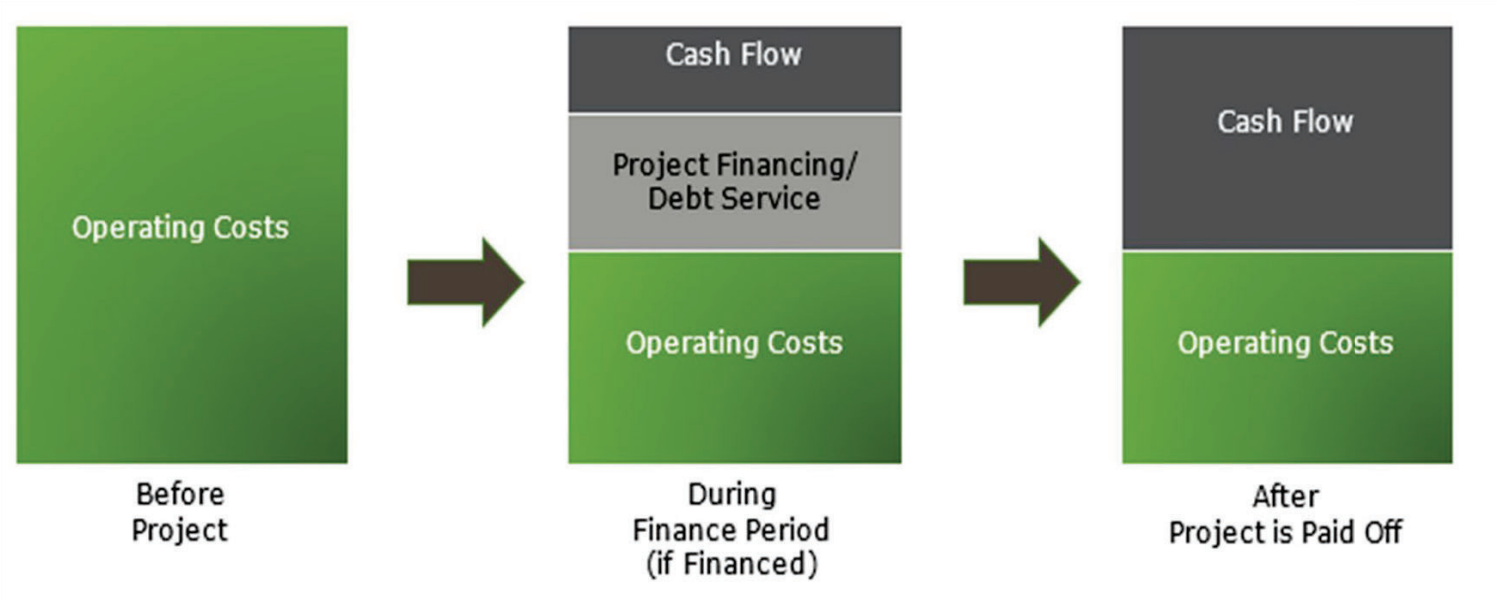 Operating Costs
Before
Project
Cash Flow
Project Financing/
Debt Service
Operating Costs
During
Finance Period
(if Financed)
Cash Flow
Operating Costs
After
Project is Paid Off